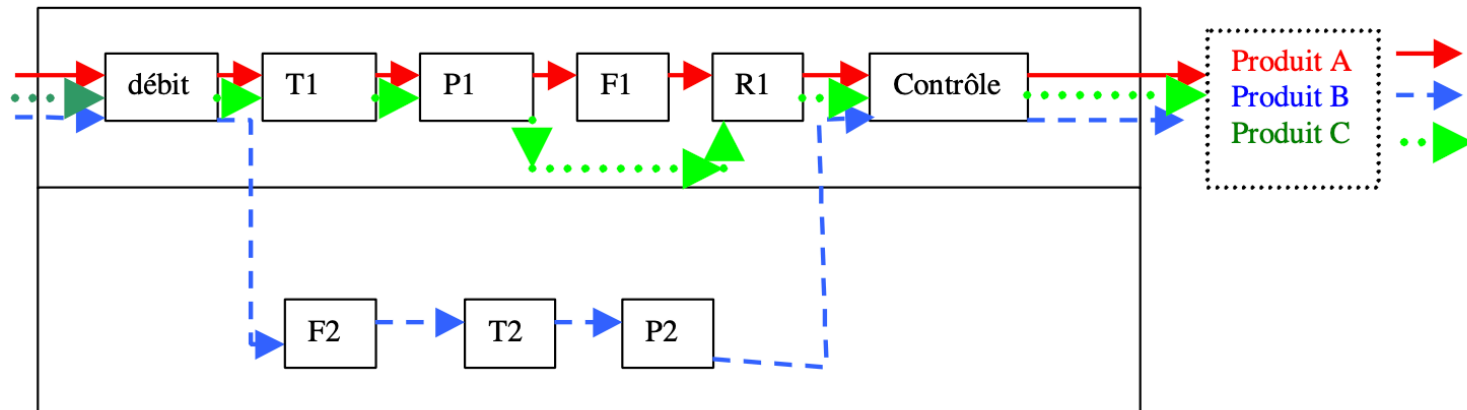 débit
T1
P1
F1
R1
Contrôle
Produit A
Produit B
Produit C
F2
T2
P2